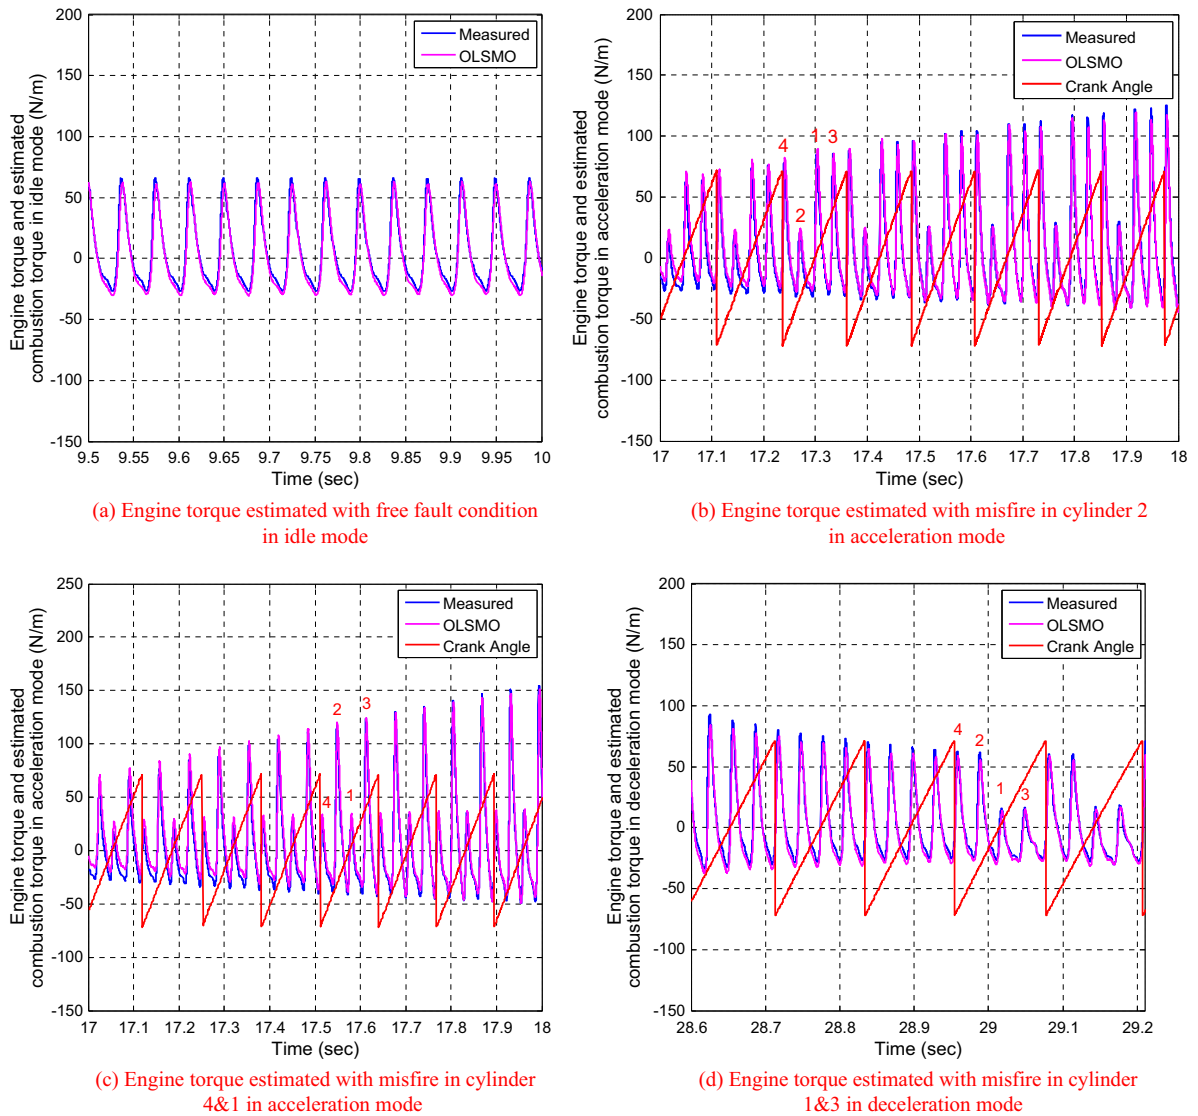 Engine torque and estimated
combustion torque in idle mode (N/m)
200
150
100
50
0
-50
-100
-150
Measured
OLSMO
9.5 9.55 9.6 9.65 9.7 9.75 9.8 9.85 9.9 9.95 10
Time (sec)
(a) Engine torque estimated with free fault condition
in idle mode
Engine torque and estimated
combustion torque in acceleration mode (N/m)
200
150
100
50
0
-50
-100
-150
Measured
OLSMO
Crank Angle
4
1 3
2
17 17.1 17.2 17.3 17.4 17.5 17.6 17.7 17.8 17.9 18
Time (sec)
(b) Engine torque estimated with misfire in cylinder 2
in acceleration mode
Engine torque and estimated
combustion torque in acceleration mode (N/m)
250
200
150
100
50
0
-50
-100
-150
Measured
OLSMO
Crank Angle
2 3
4 1
17 17.1 17.2 17.3 17.4 17.5 17.6 17.7 17.8 17.9 18
Time (sec)
(c) Engine torque estimated with misfire in cylinder
4&1 in acceleration mode
Engine torque and estimated
combustion torque in deceleration mode (N/m)
200
150
100
50
0
-50
-100
-150
Measured
OLSMO
Crank Angle
4 2
1 3
28.6 28.7 28.8 28.9 29 29.1 29.2
Time (sec)
(d) Engine torque estimated with misfire in cylinder
1&3 in deceleration mode